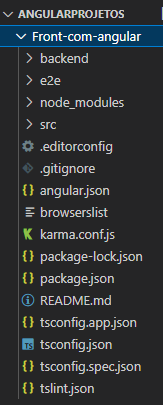 ANGULARPROJETOS
Front-com-angular
backend
e2e
node_modules
src
.editorconfig
.gitignore
angular.json
browserslist
karma.conf.js
package-lock.json
package.json
README.md
tsconfig.app.json
tsconfig.json
tsconfig.spec.json
tslint.json